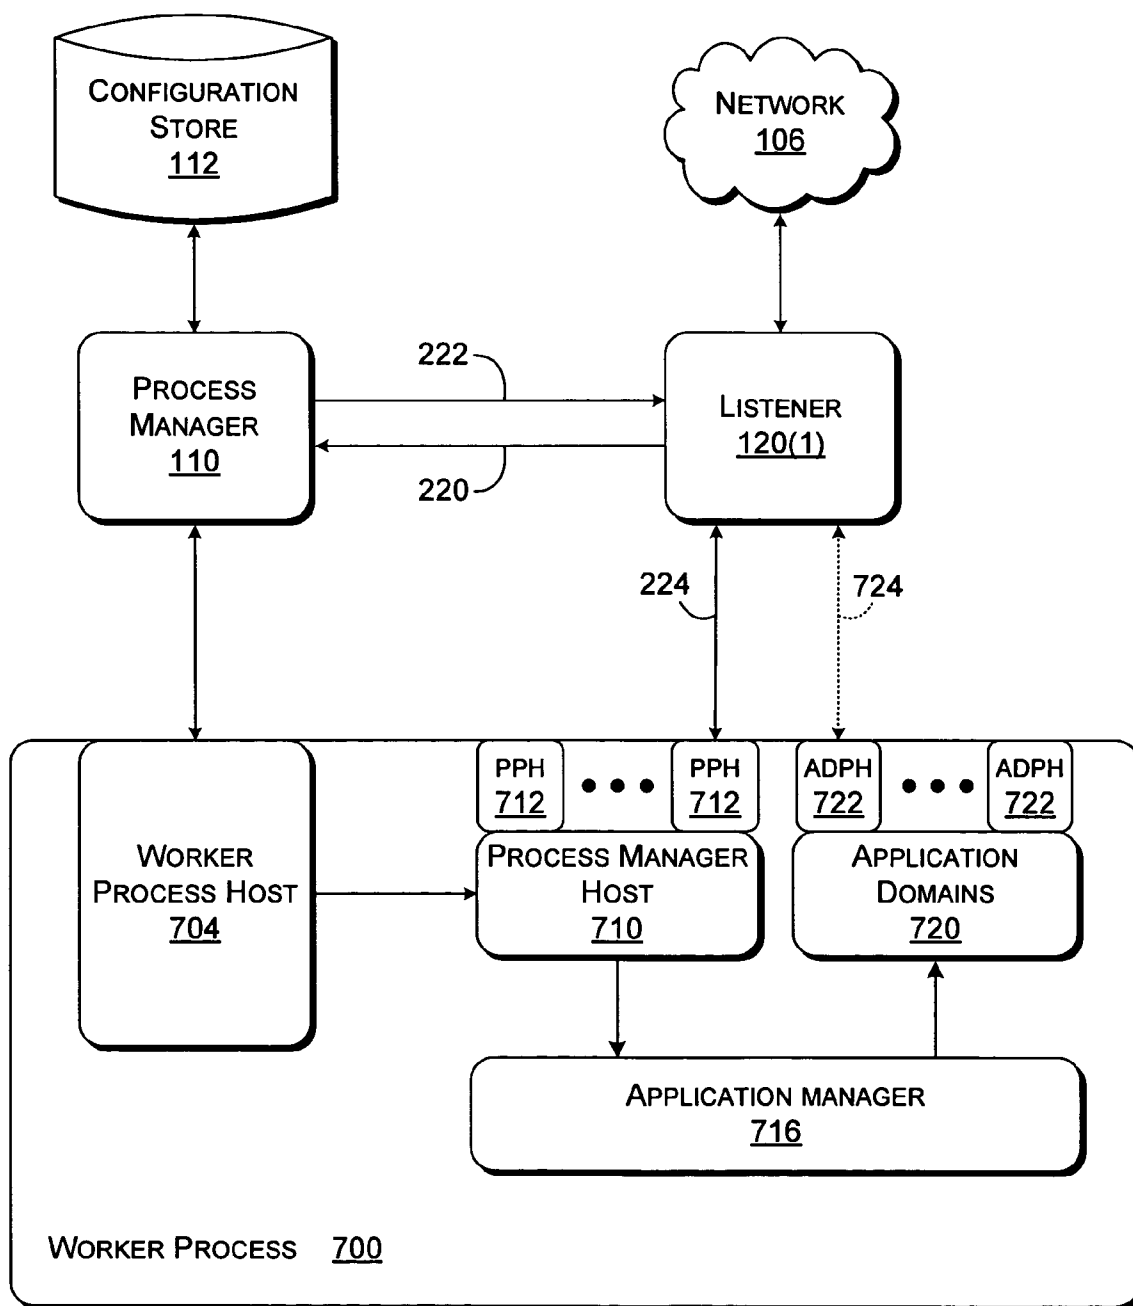 CONFIGURATION
STORE
112
NETWORK
106
PROCESS
MANAGER
110
222
220
LISTENER
120(1)
224
724
WORKER
PROCESS HOST
704
PPH
712
• • •
PPH
712
PROCESS MANAGER
HOST
710
ADPH
722
• • •
ADPH
722
APPLICATION
DOMAINS
720
APPLICATION MANAGER
716
WORKER PROCESS 700